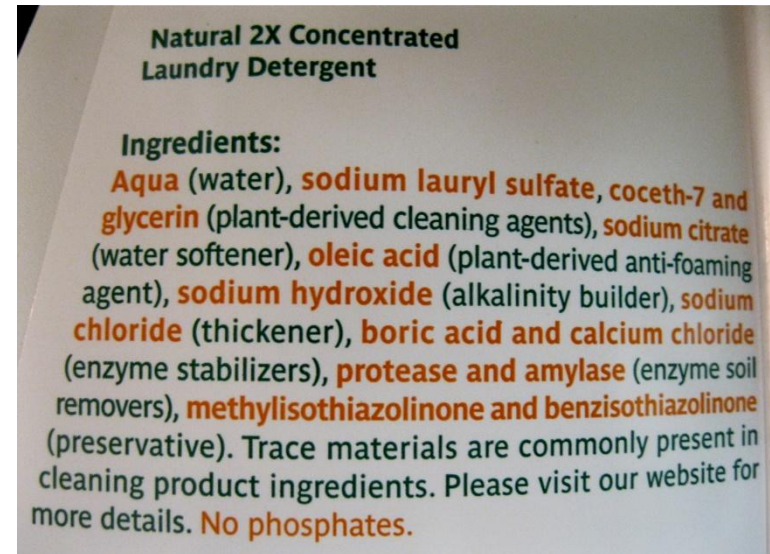 Natural 2X Concentrated
Laundry Detergent
Ingredients:
Aqua (water), sodium lauryl sulfate, coceth-7 and
glycerin (plant-derived cleaning agents), sodium citrate
(water softener), oleic acid (plant-derived anti-foaming
agent), sodium hydroxide (alkalinity builder), sodium
chloride (thickener), boric acid and calcium chloride
(enzyme stabilizers), protease and amylase (enzyme soil
removers), methylisothiazolinone and benzisothiazolinone
(preservative). Trace materials are commonly present in
cleaning product ingredients. Please visit our website for
more details. No phosphates.